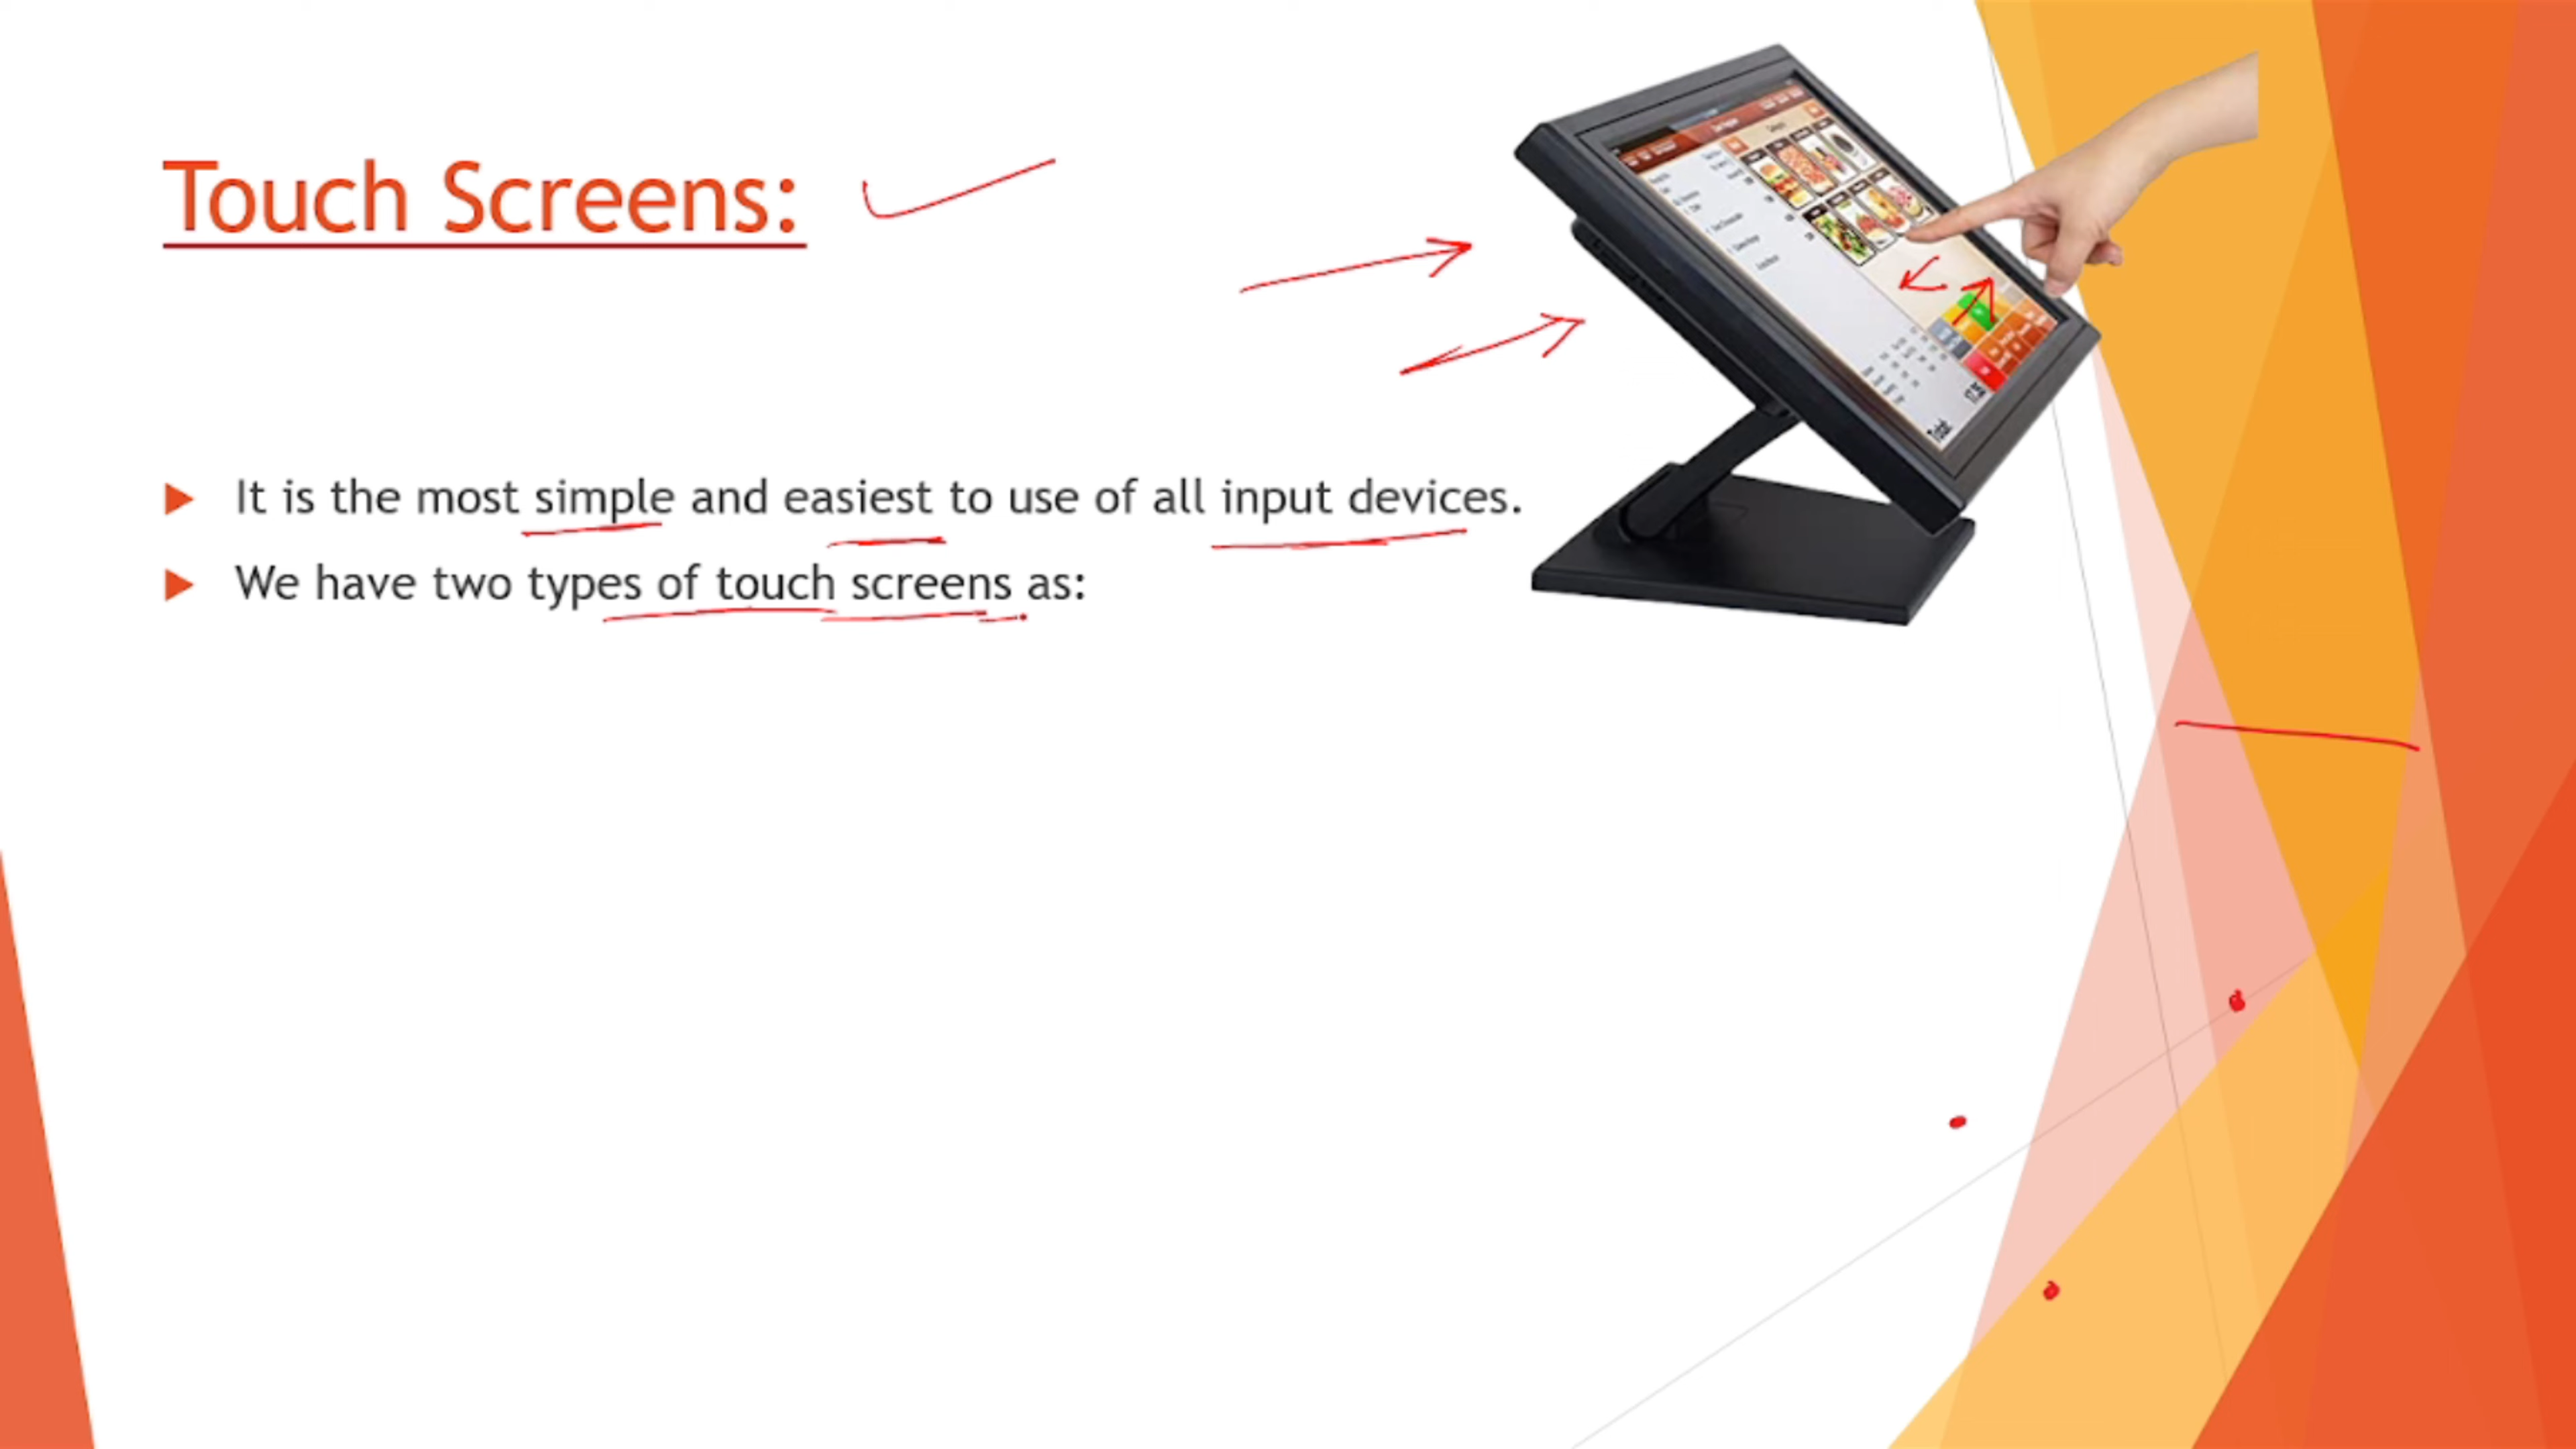 Touch Screens:
It is the most simple and easiest to use of all input devices.
We have two types of touch screens as: